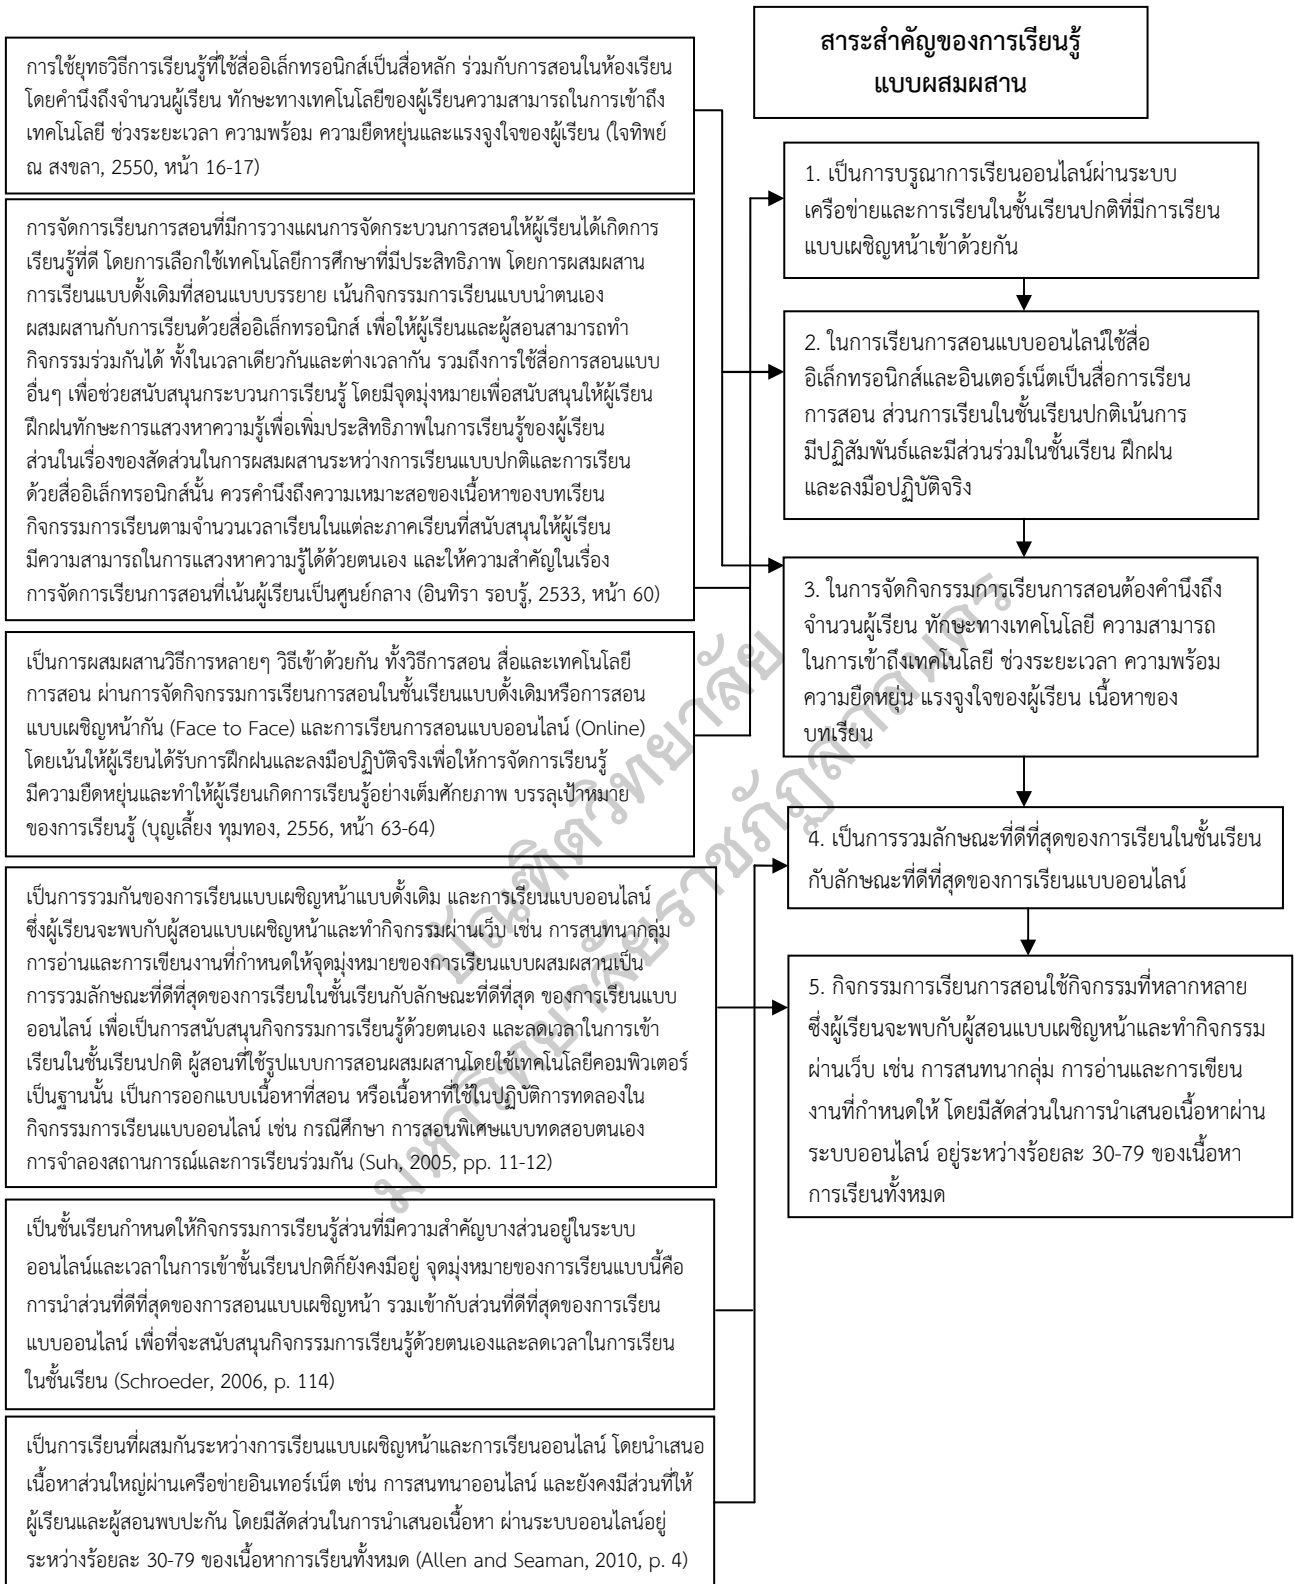 สาระสำคัญของการเรียนรู้
แบบผสมผสาน
การใช้ยุทธวิธีการเรียนรู้ที่ใช้สื่ออิเล็กทรอนิกส์เป็นสื่อหลัก ร่วมกับการสอนในห้องเรียน
โดยคำนึงถึงจำนวนผู้เรียน ทักษะทางเทคโนโลยีของผู้เรียนความสามารถในการเข้าถึง
เทคโนโลยี ช่วงระยะเวลา ความพร้อม ความยืดหยุ่นและแรงจูงใจของผู้เรียน (ใจทิพย์
ณ สงขลา, 2550, หน้า 16-17)
การจัดการเรียนการสอนที่มีการวางแผนการจัดกระบวนการสอนให้ผู้เรียนได้เกิดการ
เรียนรู้ที่ดี โดยการเลือกใช้เทคโนโลยีการศึกษาที่มีประสิทธิภาพ โดยการผสมผสาน
การเรียนแบบดั้งเดิมที่สอนแบบบรรยาย เน้นกิจกรรมการเรียนแบบนำตนเอง
ผสมผสานกับการเรียนด้วยสื่ออิเล็กทรอนิกส์ เพื่อให้ผู้เรียนและผู้สอนสามารถทำ
กิจกรรมร่วมกันได้ ทั้งในเวลาเดียวกันและต่างเวลากัน รวมถึงการใช้สื่อการสอนแบบ
อื่นๆ เพื่อช่วยสนับสนุนกระบวนการเรียนรู้ โดยมีจุดมุ่งหมายเพื่อสนับสนุนให้ผู้เรียน
ฝึกฝนทักษะการแสวงหาความรู้เพื่อเพิ่มประสิทธิภาพในการเรียนรู้ของผู้เรียน
ส่วนในเรื่องของสัดส่วนในการผสมผสานระหว่างการเรียนแบบปกติและการเรียน
ด้วยสื่ออิเล็กทรอนิกส์นั้น ควรคำนึงถึงความเหมาะสอของเนื้อหาของบทเรียน
กิจกรรมการเรียนตามจำนวนเวลาเรียนในแต่ละภาคเรียนที่สนับสนุนให้ผู้เรียน
มีความสามารถในการแสวงหาความรู้ได้ด้วยตนเอง และให้ความสำคัญในเรื่อง
การจัดการเรียนการสอนที่เน้นผู้เรียนเป็นศูนย์กลาง (อินทิรา รอบรู้, 2533, หน้า 60)
เป็นการผสมผสานวิธีการหลายๆ วิธีเข้าด้วยกัน ทั้งวิธีการสอน สื่อและเทคโนโลยี
การสอน ผ่านการจัดกิจกรรมการเรียนการสอนในชั้นเรียนแบบดั้งเดิมหรือการสอน
แบบเผชิญหน้ากัน (Face to Face) และการเรียนการสอนแบบออนไลน์ (Online)
โดยเน้นให้ผู้เรียนได้รับการฝึกฝนและลงมือปฏิบัติจริงเพื่อให้การจัดการเรียนรู้
มีความยืดหยุ่นและทำให้ผู้เรียนเกิดการเรียนรู้อย่างเต็มศักยภาพ บรรลุเป้าหมาย
ของการเรียนรู้ (บุญเลี้ยง ทุมทอง, 2556, หน้า 63-64)
เป็นการรวมกันของการเรียนแบบเผชิญหน้าแบบดั้งเดิม และการเรียนแบบออนไลน์
ซึ่งผู้เรียนจะพบกับผู้สอนแบบเผชิญหน้าและทำกิจกรรมผ่านเว็บ เช่น การสนทนากลุ่ม
การอ่านและการเขียนงานที่กำหนดให้จุดมุ่งหมายของการเรียนแบบผสมผสานเป็น
การรวมลักษณะที่ดีที่สุดของการเรียนในชั้นเรียนกับลักษณะที่ดีที่สุด ของการเรียนแบบ
ออนไลน์ เพื่อเป็นการสนับสนุนกิจกรรมการเรียนรู้ด้วยตนเอง และลดเวลาในการเข้า
เรียนในชั้นเรียนปกติ ผู้สอนที่ใช้รูปแบบการสอนผสมผสานโดยใช้เทคโนโลยีคอมพิวเตอร์
เป็นฐานนั้น เป็นการออกแบบเนื้อหาที่สอน หรือเนื้อหาที่ใช้ในปฏิบัติการทดลองใน
กิจกรรมการเรียนแบบออนไลน์ เช่น กรณีศึกษา การสอนพิเศษแบบทดสอบตนเอง
การจำลองสถานการณ์และการเรียนร่วมกัน (Suh, 2005, pp. 11-12)
เป็นชั้นเรียนกำหนดให้กิจกรรมการเรียนรู้ส่วนที่มีความสำคัญบางส่วนอยู่ในระบบ
ออนไลน์และเวลาในการเข้าชั้นเรียนปกติก็ยังคงมีอยู่ จุดมุ่งหมายของการเรียนแบบนี้คือ
การนำส่วนที่ดีที่สุดของการสอนแบบเผชิญหน้า รวมเข้ากับส่วนที่ดีที่สุดของการเรียน
แบบออนไลน์ เพื่อที่จะสนับสนุนกิจกรรมการเรียนรู้ด้วยตนเองและลดเวลาในการเรียน
ในชั้นเรียน (Schroeder, 2006, p. 114)
เป็นการเรียนที่ผสมกันระหว่างการเรียนแบบเผชิญหน้าและการเรียนออนไลน์ โดยนำเสนอ
เนื้อหาส่วนใหญ่ผ่านเครือข่ายอินเทอร์เน็ต เช่น การสนทนาออนไลน์ และยังคงมีส่วนที่ให้
ผู้เรียนและผู้สอนพบปะกัน โดยมีสัดส่วนในการนำเสนอเนื้อหา ผ่านระบบออนไลน์อยู่
ระหว่างร้อยละ 30-79 ของเนื้อหาการเรียนทั้งหมด (Allen and Seaman, 2010, p. 4)
1. เป็นการบรูณาการเรียนออนไลน์ผ่านระบบ
เครือข่ายและการเรียนในชั้นเรียนปกติที่มีการเรียน
แบบเผชิญหน้าเข้าด้วยกัน
2. ในการเรียนการสอนแบบออนไลน์ใช้สื่อ
อิเล็กทรอนิกส์และอินเตอร์เน็ตเป็นสื่อการเรียน
การสอน ส่วนการเรียนในชั้นเรียนปกติเน้นการ
มีปฏิสัมพันธ์และมีส่วนร่วมในชั้นเรียน ฝึกฝน
และลงมือปฏิบัติจริง
3. ในการจัดกิจกรรมการเรียนการสอนต้องคำนึงถึง
จำนวนผู้เรียน ทักษะทางเทคโนโลยี ความสามารถ
ในการเข้าถึงเทคโนโลยี ช่วงระยะเวลา ความพร้อม
ความยืดหยุ่น แรงจูงใจของผู้เรียน เนื้อหาของ
บทเรียน
4. เป็นการรวมลักษณะที่ดีที่สุดของการเรียนในชั้นเรียน
กับลักษณะที่ดีที่สุดของการเรียนแบบออนไลน์
5. กิจกรรมการเรียนการสอนใช้กิจกรรมที่หลากหลาย
ซึ่งผู้เรียนจะพบกับผู้สอนแบบเผชิญหน้าและทำกิจกรรม
ผ่านเว็บ เช่น การสนทนากลุ่ม การอ่านและการเขียน
งานที่กำหนดให้ โดยมีสัดส่วนในการนำเสนอเนื้อหาผ่าน
ระบบออนไลน์ อยู่ระหว่างร้อยละ 30-79 ของเนื้อหา
การเรียนทั้งหมด
บัณฑิตวิทยาลัย
มหาวิทยาลัยราชภัฏสกลนคร